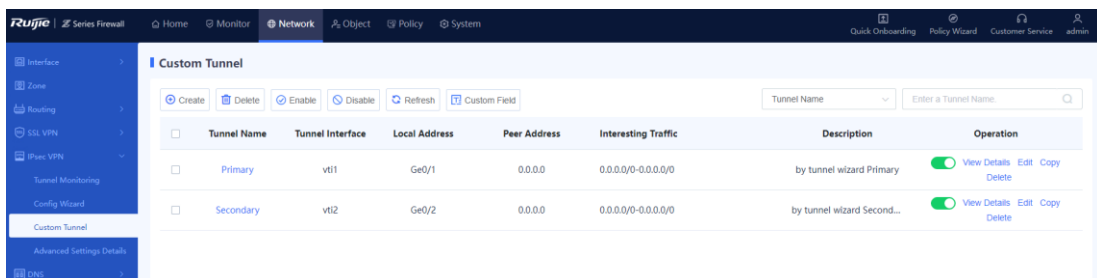 Ruijie | Z Series Firewall Home Monitor Network Object Policy System Quick Onboarding Policy Wizard Customer Service admin
Interface
Zone
Routing
SSL VPN
IPsec VPN
Tunnel Monitoring
Config Wizard
Custom Tunnel
Advanced Settings Details
DNS
Custom Tunnel
Create Delete Enable Disable Refresh Custom Field Tunnel Name Enter a Tunnel Name.
Tunnel Name Tunnel Interface Local Address Peer Address Interesting Traffic Description Operation
Primary vti1 Ge0/1 0.0.0.0 0.0.0.0/0-0.0.0.0/0 by tunnel wizard Primary View Details Edit Copy
Delete
Secondary vti2 Ge0/2 0.0.0.0 0.0.0.0/0-0.0.0.0/0 by tunnel wizard Second... View Details Edit Copy
Delete